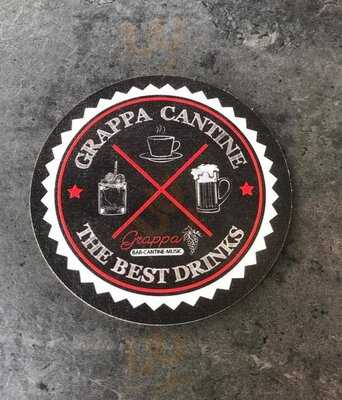 GRAPPA CANTINE
Grappa
BAR-CANTINE-MUSIC
THE BEST DRINKS